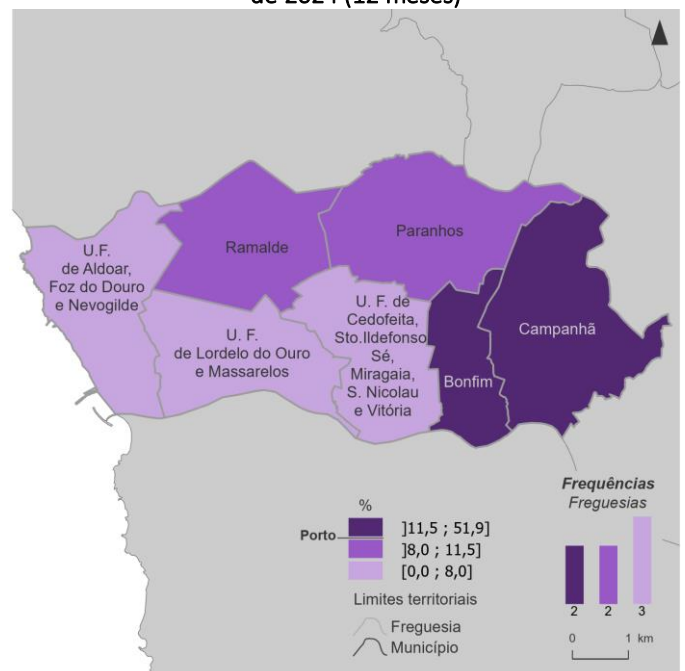 de 2024 (12 meses)
U.F.
de Aldoar,
Foz do Douro
e Nevogilde
Ramalde
Paranhos
U. F.
de Lordelo do Ouro
e Massarelos
U. F. de
Cedofeita,
Sto.Ildefonso
Sé,
Miragaia,
S. Nicolau
e Vitória
Bonfim
Campanhã
%
Porto
]11,5 ; 51,9]
]8,0 ; 11,5]
[0,0 ; 8,0]
Limites territoriais
Freguesia
Município
Frequências
Freguesias
2 2 3
0 1 km